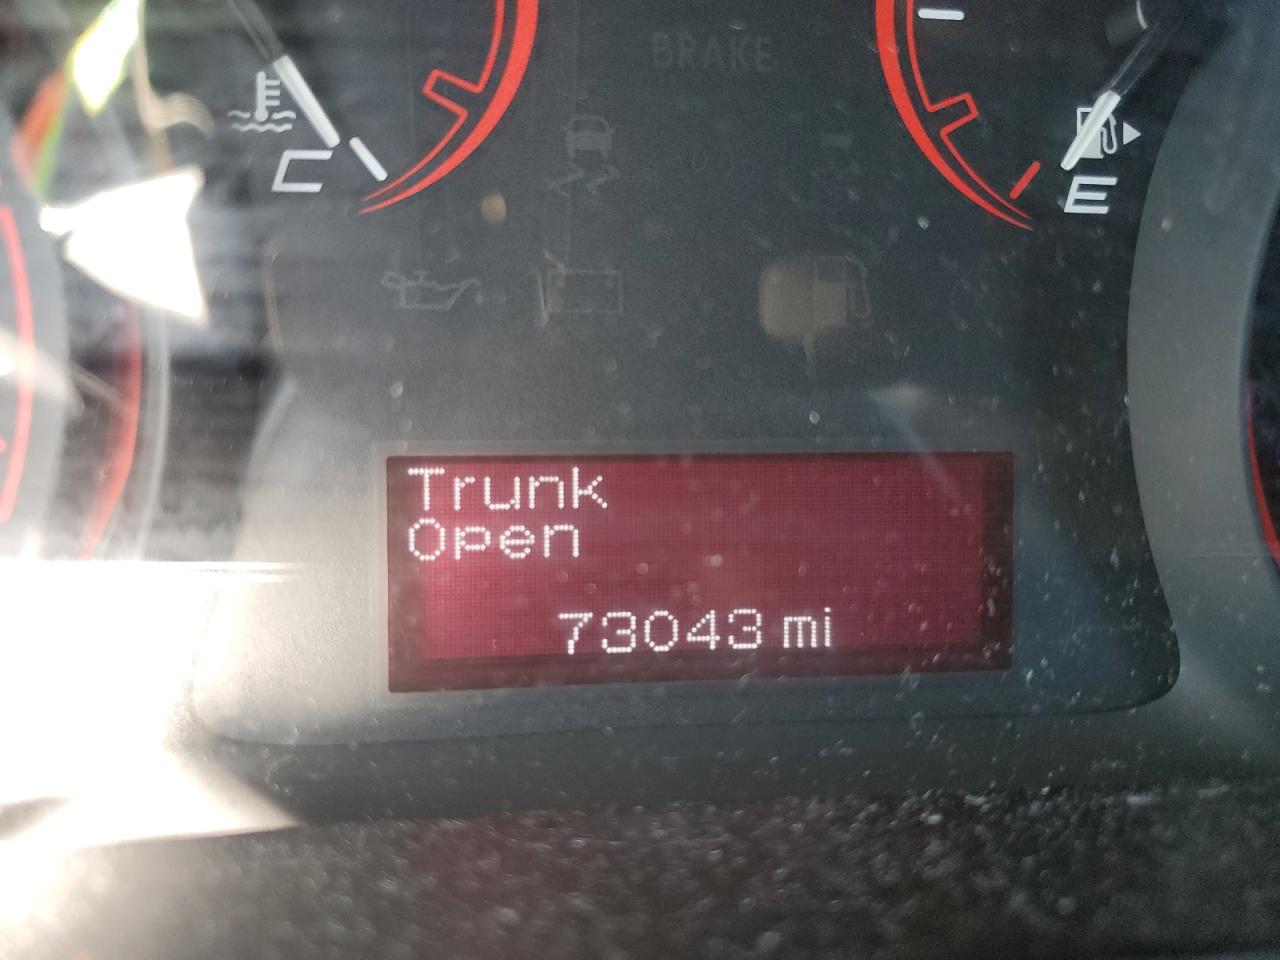 BRAKE
C
E
Trunk
Open
73043 mi